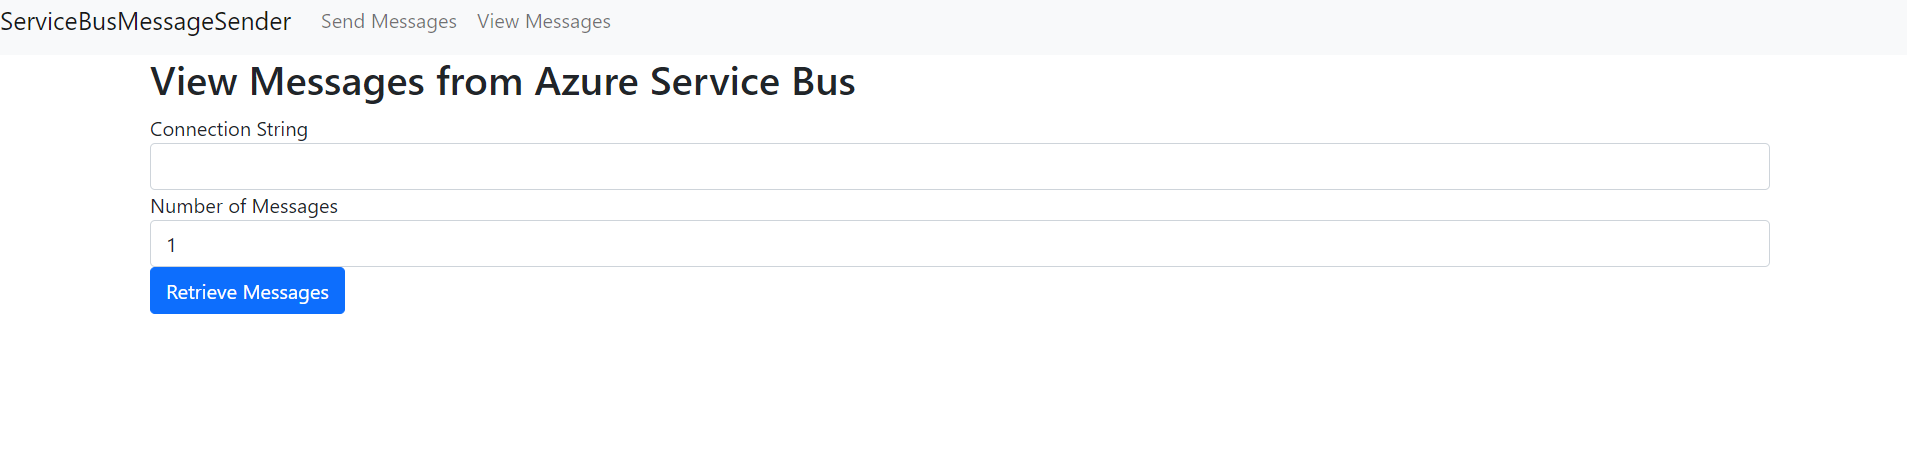 ServiceBusMessageSender Send Messages View Messages
View Messages from Azure Service Bus
Connection String
Number of Messages
1
Retrieve Messages